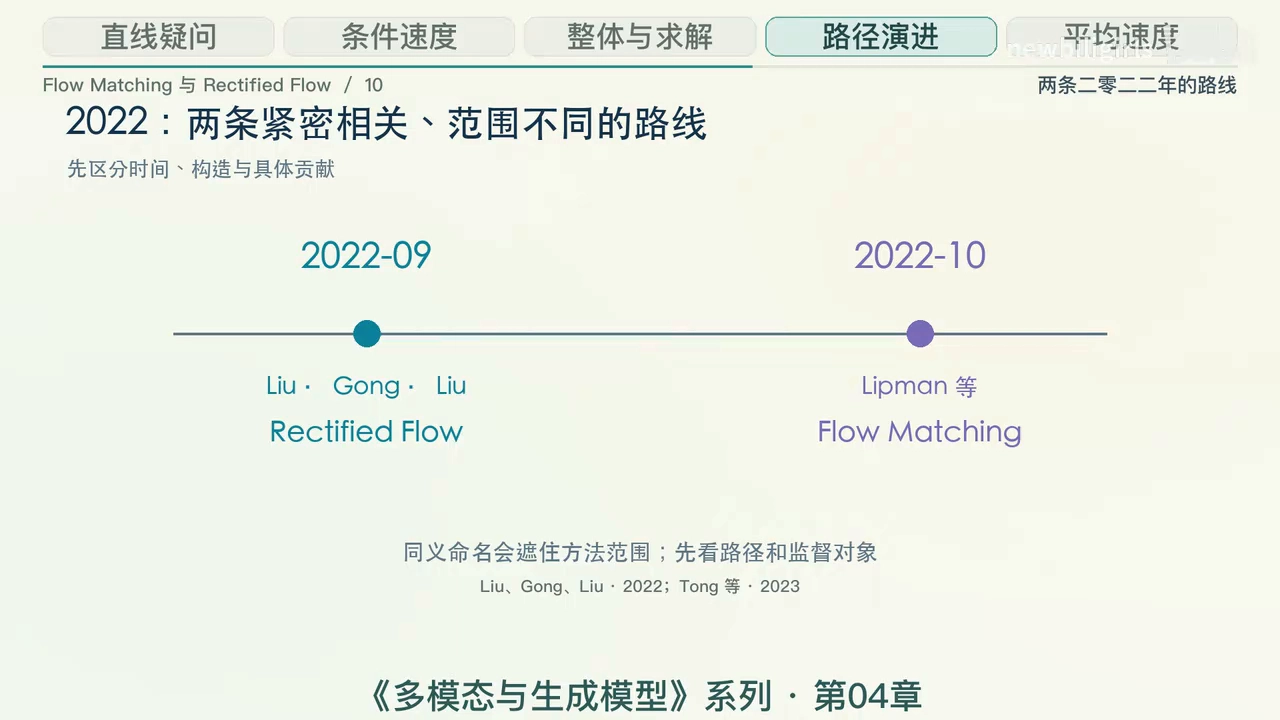 直线疑问
条件速度
整体与求解
路径演进
平均速度
Flow Matching 与 Rectified Flow / 10
两条二零二二年的路线
2022：两条紧密相关、范围不同的路线
先区分时间、构造与具体贡献
2022-09
2022-10
Liu · Gong · Liu
Lipman 等
Rectified Flow
Flow Matching
同义命名会遮住方法范围；先看路径和监督对象
Liu、Gong、Liu · 2022；Tong 等 · 2023
《多模态与生成模型》系列 · 第04章